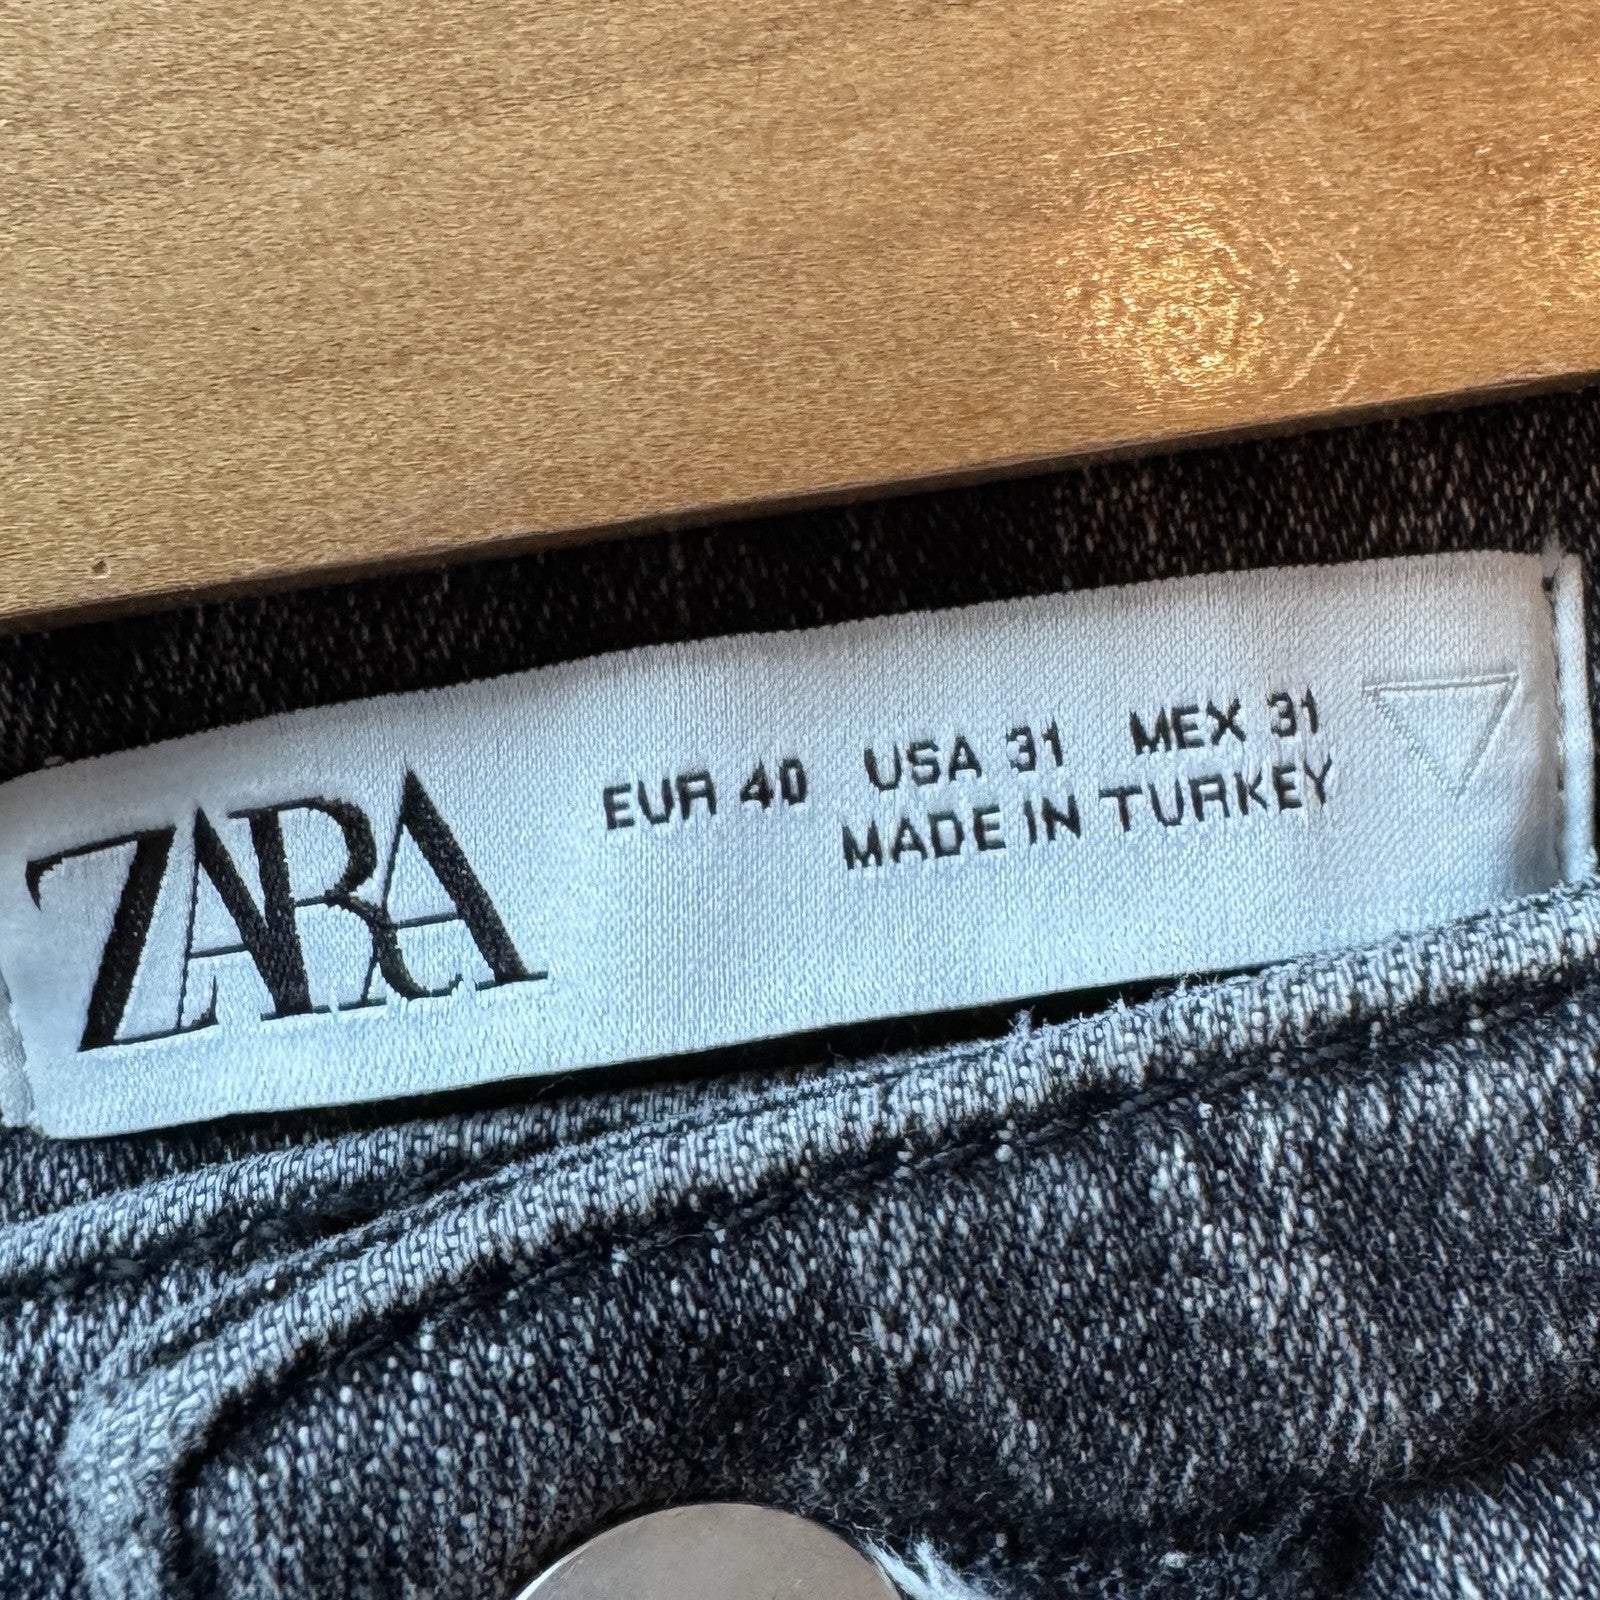 ZARA
EUR 40 USA 31 MEX 31
MADE IN TURKEY